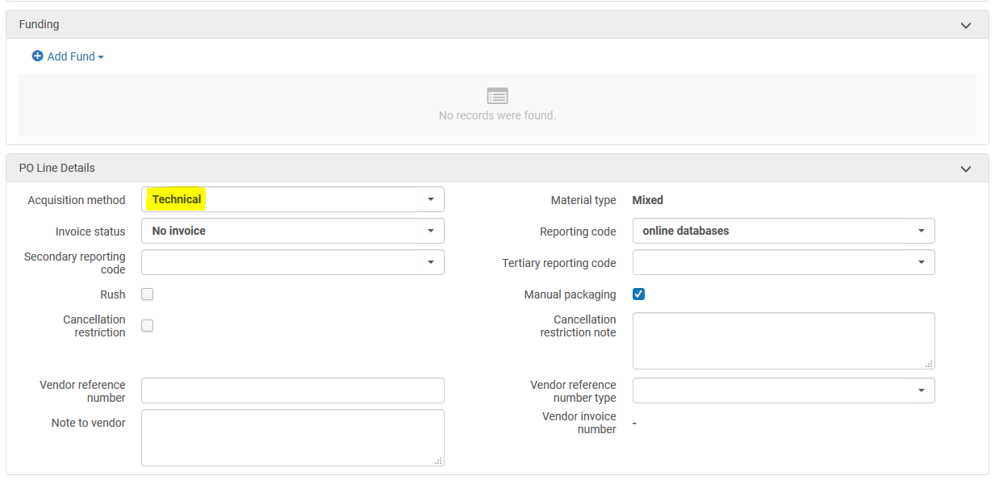 Funding
Add Fund
No records were found.
PO Line Details
Acquisition method
Technical
Material type
Mixed
Invoice status
No invoice
Reporting code
online databases
Secondary reporting
code
Tertiary reporting code
Rush
Manual packaging
Cancellation
restriction
Cancellation
restriction note
Vendor reference
number
Vendor reference
number type
Note to vendor
Vendor invoice
number
-